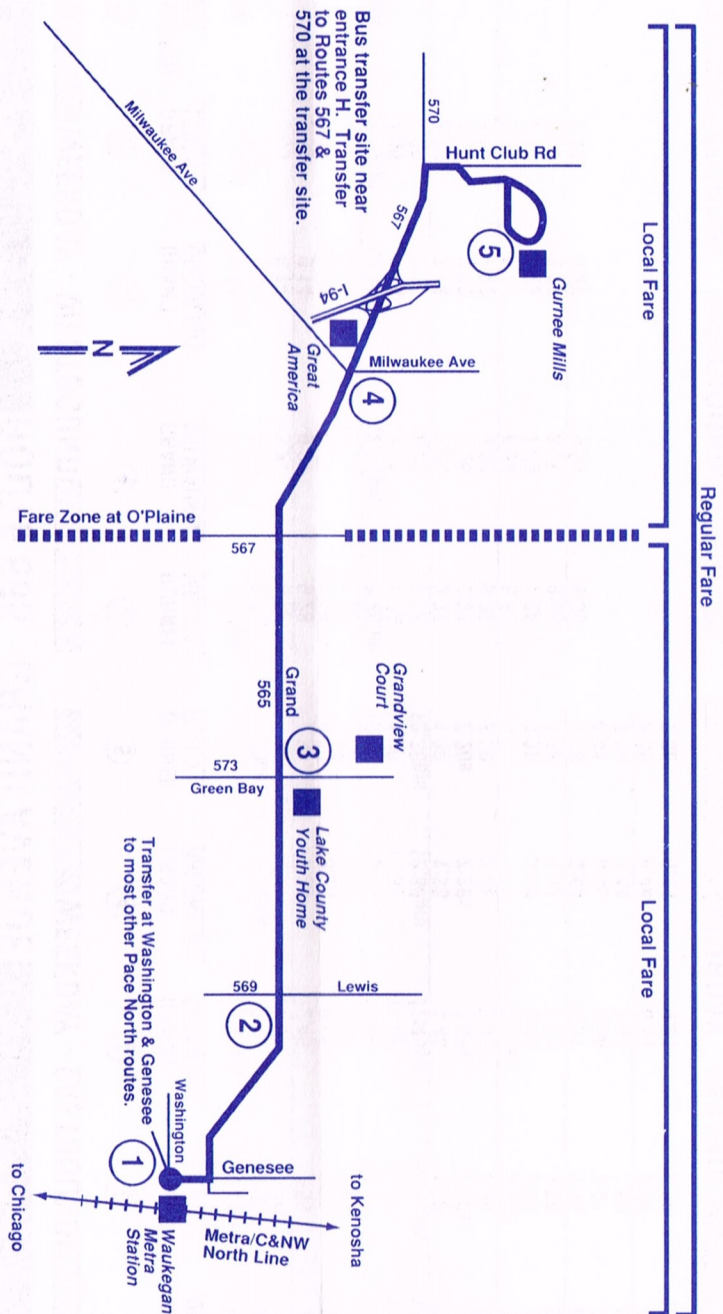 Regular Fare
Local Fare
Local Fare
Bus transfer site near
entrance H. Transfer
to Routes 567 &
570 at the transfer site.
570
Hunt Club Rd
Gurnee Mills
5
567
I-94
Milwaukee Ave
Great
America
Milwaukee Ave
4
N
Fare Zone at O'Plaine
567
Grand
565
Grandview
Court
3
573
Green Bay
Lake County
Youth Home
569
Lewis
2
Transfer at Washington & Genesee
to most other Pace North routes.
Washington
1
Genesee
to Kenosha
Metra/C&NW
North Line
Waukegan
Metra
Station
to Chicago